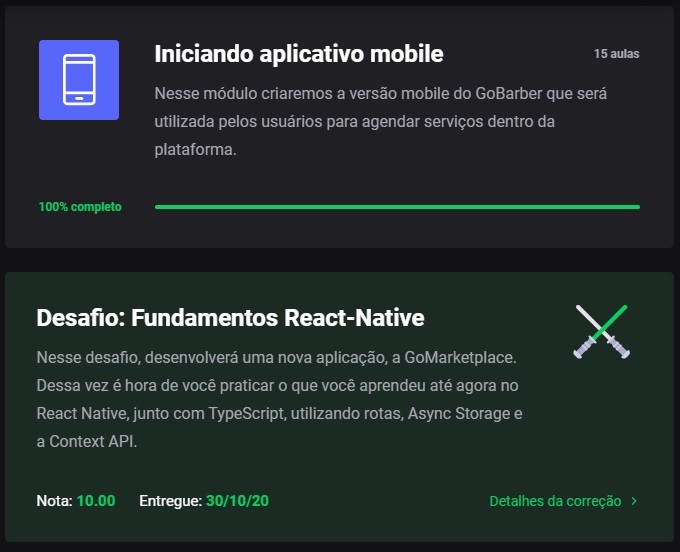 Iniciando aplicativo mobile
15 aulas
Nesse módulo criaremos a versão mobile do GoBarber que será
utilizada pelos usuários para agendar serviços dentro da
plataforma.
100% completo
Desafio: Fundamentos React-Native
Nesse desafio, desenvolverá uma nova aplicação, a GoMarketplace.
Dessa vez é hora de você praticar o que você aprendeu até agora no
React Native, junto com TypeScript, utilizando rotas, Async Storage e
a Context API.
Nota: 10.00 Entregue: 30/10/20
Detalhes da correção